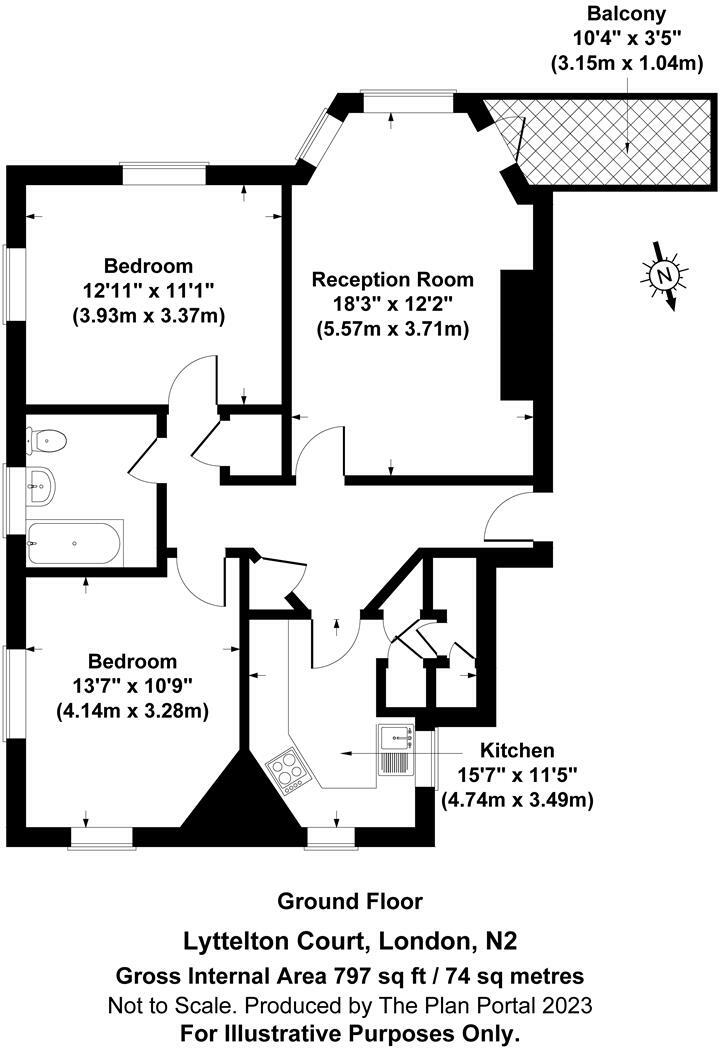 Balcony
10'4" x 3'5"
(3.15m x 1.04m)
Bedroom
12'11" x 11'1"
(3.93m x 3.37m)
Reception Room
18'3" x 12'2"
(5.57m x 3.71m)
N
Bedroom
13'7" x 10'9"
(4.14m x 3.28m)
Kitchen
15'7" x 11'5"
(4.74m x 3.49m)
Ground Floor
Lyttelton Court, London, N2
Gross Internal Area 797 sq ft / 74 sq metres
Not to Scale. Produced by The Plan Portal 2023
For Illustrative Purposes Only.